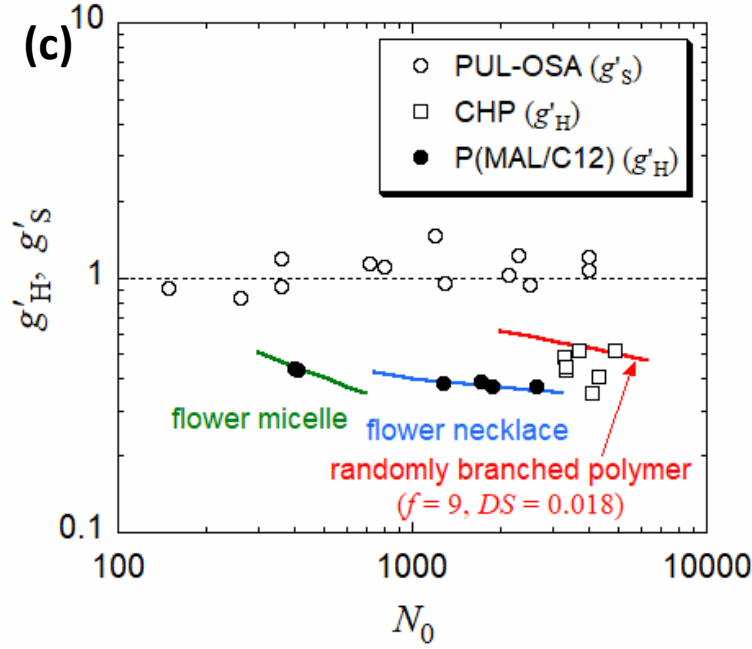 (c)
10
PUL-OSA (g'S)
CHP (g'H)
P(MAL/C12) (g'H)
g'H, g'S
1
flower micelle
flower necklace
randomly branched polymer
(f = 9, DS = 0.018)
0.1
100
1000
10000
N0